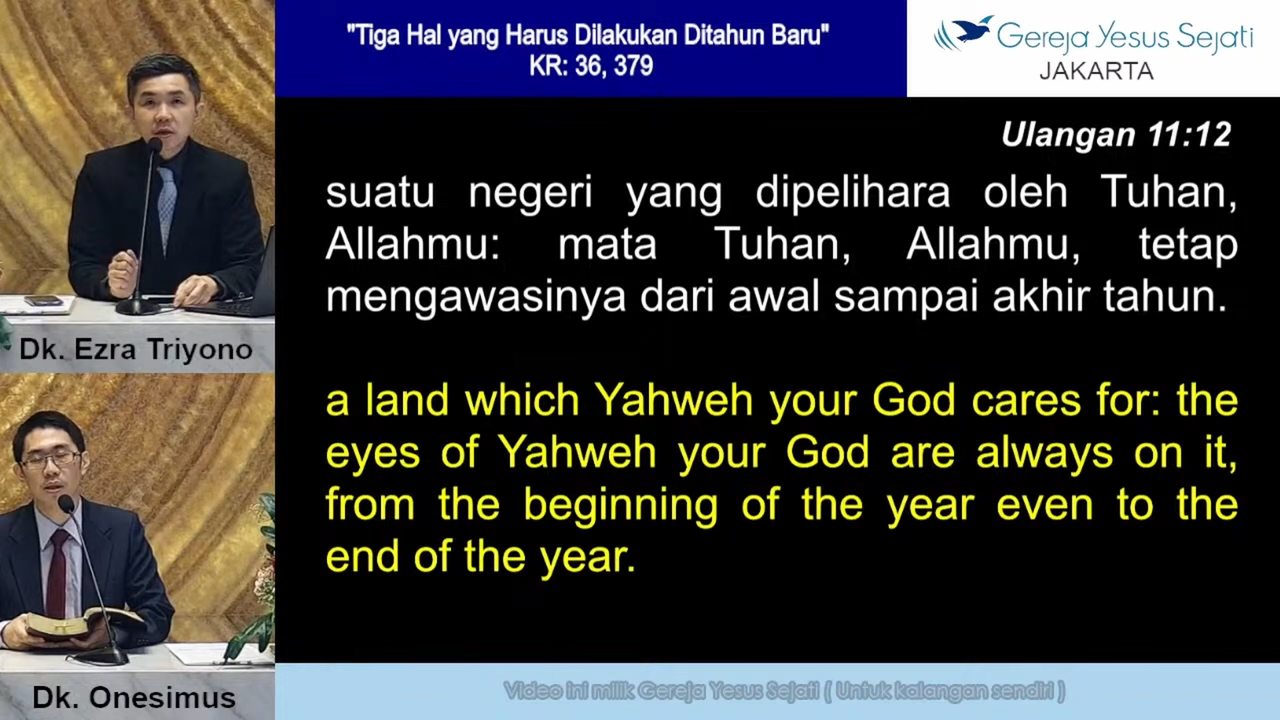 "Tiga Hal yang Harus Dilakukan Ditahun Baru"
KR: 36, 379
Gereja Yesus Sejati
JAKARTA
Ulangan 11:12
suatu negeri yang dipelihara oleh Tuhan,
Allahmu: mata Tuhan, Allahmu, tetap
mengawasinya dari awal sampai akhir tahun.
a land which Yahweh your God cares for: the
eyes of Yahweh your God are always on it,
from the beginning of the year even to the
end of the year.
Dk. Ezra Triyono
Dk. Onesimus
Video ini milik Gereja Yesus Sejati ( Untuk kalangan sendiri )